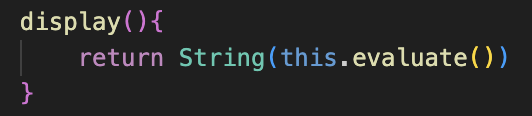 display(){
    return String(this.evaluate())
}